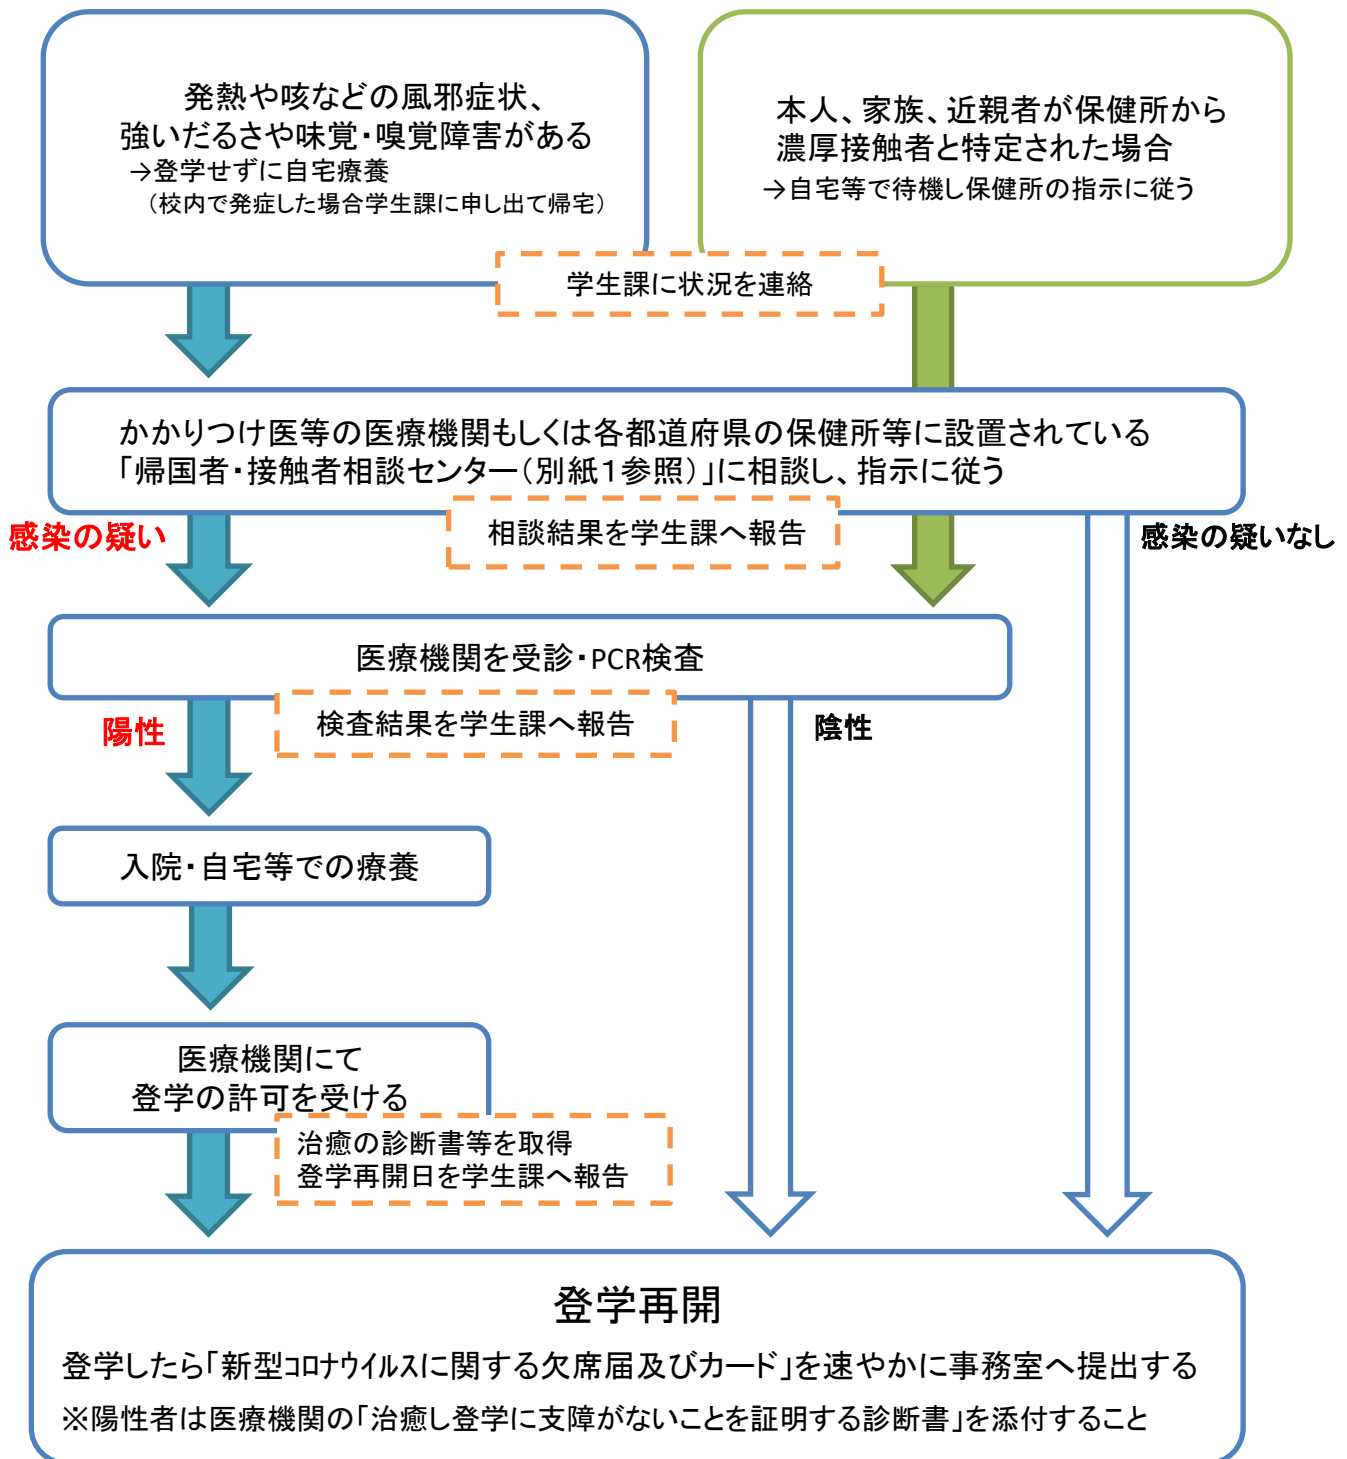 発熱や咳などの風邪症状、
強いだるさや味覚・嗅覚障害がある
→登学せずに自宅療養
（校内で発症した場合学生課に申し出て帰宅）
本人、家族、近親者が保健所から
濃厚接触者と特定された場合
→自宅等で待機し保健所の指示に従う
学生課に状況を連絡
かかりつけ医等の医療機関もしくは各都道府県の保健所等に設置されている
「帰国者・接触者相談センター（別紙１参照）」に相談し、指示に従う
感染の疑い
相談結果を学生課へ報告
感染の疑いなし
医療機関を受診・PCR検査
陽性
検査結果を学生課へ報告
陰性
入院・自宅等での療養
医療機関にて
登学の許可を受ける
治癒の診断書等を取得
登学再開日を学生課へ報告
登学再開
登学したら「新型コロナウイルスに関する欠席届及びカード」を速やかに事務室へ提出する
※陽性者は医療機関の「治癒し登学に支障がないことを証明する診断書」を添付すること